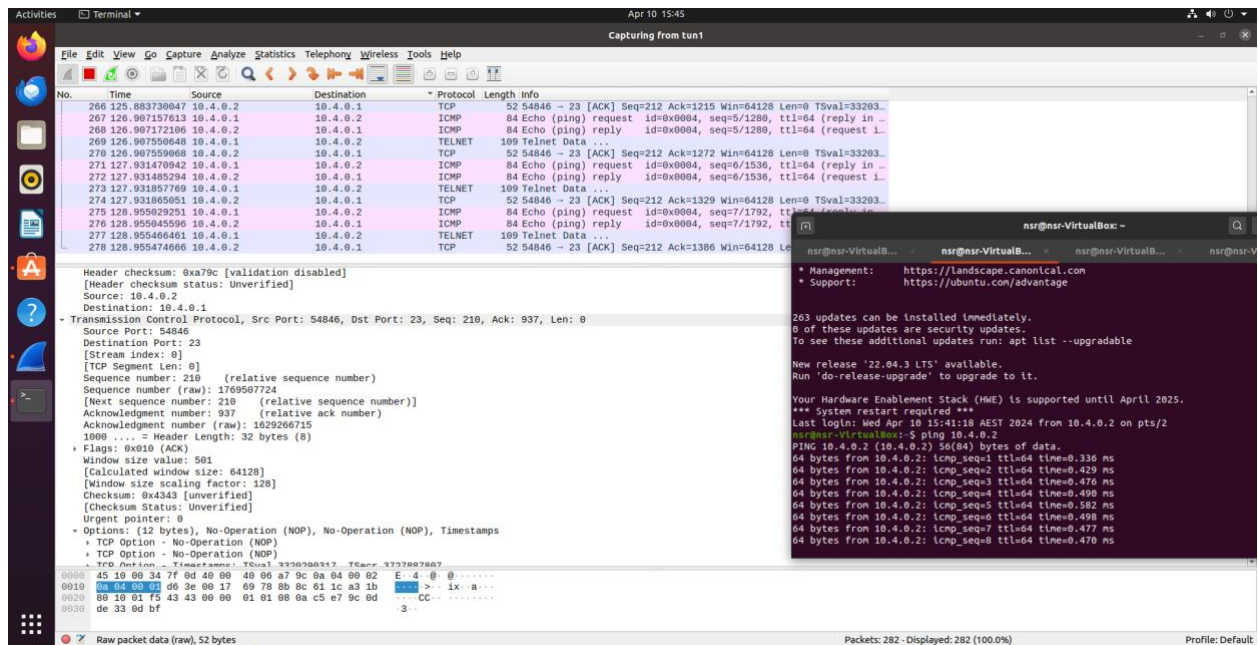 Activities Terminal Apr 10 15:45
Capturing from tun1
File Edit View Go Capture Analyze Statistics Telephony Wireless Tools Help
No. Time Source Destination Protocol Length Info
266 125.883730047 10.4.0.2 10.4.0.1 TCP 52 54846 → 23 [ACK] Seq=212 Ack=1215 Win=64128 Len=0 TSval=33203…
267 126.907157613 10.4.0.1 10.4.0.2 ICMP 84 Echo (ping) request id=0x0004, seq=5/1280, ttl=64 (reply in …
268 126.907172106 10.4.0.2 10.4.0.1 ICMP 84 Echo (ping) reply id=0x0004, seq=5/1280, ttl=64 (request i…
269 126.907550648 10.4.0.1 10.4.0.2 TELNET 109 Telnet Data ...
270 126.907559068 10.4.0.2 10.4.0.1 TCP 52 54846 → 23 [ACK] Seq=212 Ack=1272 Win=64128 Len=0 TSval=33203…
271 127.931470942 10.4.0.1 10.4.0.2 ICMP 84 Echo (ping) request id=0x0004, seq=6/1536, ttl=64 (reply in …
272 127.931485294 10.4.0.2 10.4.0.1 ICMP 84 Echo (ping) reply id=0x0004, seq=6/1536, ttl=64 (request i…
273 127.931857769 10.4.0.1 10.4.0.2 TELNET 109 Telnet Data ...
274 127.931865051 10.4.0.2 10.4.0.1 TCP 52 54846 → 23 [ACK] Seq=212 Ack=1329 Win=64128 Len=0 TSval=33203…
275 128.955029251 10.4.0.1 10.4.0.2 ICMP 84 Echo (ping) request id=0x0004, seq=7/1792,
276 128.955045596 10.4.0.2 10.4.0.1 ICMP 84 Echo (ping) reply id=0x0004, seq=7/1792,
277 128.955466461 10.4.0.1 10.4.0.2 TELNET 109 Telnet Data ...
278 128.955474666 10.4.0.2 10.4.0.1 TCP 52 54846 → 23 [ACK] Seq=212 Ack=1386 Win=64128 Le
Header checksum: 0xa79c [validation disabled]
[Header checksum status: Unverified]
Source: 10.4.0.2
Destination: 10.4.0.1
Transmission Control Protocol, Src Port: 54846, Dst Port: 23, Seq: 210, Ack: 937, Len: 0
Source Port: 54846
Destination Port: 23
[Stream index: 0]
[TCP Segment Len: 0]
Sequence number: 210 (relative sequence number)
Sequence number (raw): 1769507724
[Next sequence number: 210 (relative sequence number)]
Acknowledgment number: 937 (relative ack number)
Acknowledgment number (raw): 1629266715
1000 .... = Header Length: 32 bytes (8)
Flags: 0x010 (ACK)
Window size value: 501
[Calculated window size: 64128]
[Window size scaling factor: 128]
Checksum: 0x4343 [unverified]
[Checksum Status: Unverified]
Urgent pointer: 0
Options: (12 bytes), No-Operation (NOP), No-Operation (NOP), Timestamps
TCP Option - No-Operation (NOP)
TCP Option - No-Operation (NOP)
TCP Option - Timestamps: TSval 3320290317, TSecr 3727887807
0000 45 10 00 34 7f 0d 40 00 40 06 a7 9c 0a 04 00 02 E··4··@· @·······
0010 0a 04 00 01 d6 3e 00 17 69 78 8b 8c 61 1c a3 1b ·····>·· ix··a···
0020 80 10 01 f5 43 43 00 00 01 01 08 0a c5 e7 9c 0d ····CC·· ········
0030 de 33 0d bf ·3··
Raw packet data (raw), 52 bytes Packets: 282 · Displayed: 282 (100.0%) Profile: Default
nsr@nsr-VirtualBox: ~
nsr@nsr-VirtualB... nsr@nsr-VirtualB... nsr@nsr-VirtualB... nsr@nsr-V
* Management: https://landscape.canonical.com
* Support: https://ubuntu.com/advantage
263 updates can be installed immediately.
0 of these updates are security updates.
To see these additional updates run: apt list --upgradable
New release '22.04.3 LTS' available.
Run 'do-release-upgrade' to upgrade to it.
Your Hardware Enablement Stack (HWE) is supported until April 2025.
*** System restart required ***
Last login: Wed Apr 10 15:41:18 AEST 2024 from 10.4.0.2 on pts/2
nsr@nsr-VirtualBox:~$ ping 10.4.0.2
PING 10.4.0.2 (10.4.0.2) 56(84) bytes of data.
64 bytes from 10.4.0.2: icmp_seq=1 ttl=64 time=0.336 ms
64 bytes from 10.4.0.2: icmp_seq=2 ttl=64 time=0.429 ms
64 bytes from 10.4.0.2: icmp_seq=3 ttl=64 time=0.476 ms
64 bytes from 10.4.0.2: icmp_seq=4 ttl=64 time=0.490 ms
64 bytes from 10.4.0.2: icmp_seq=5 ttl=64 time=0.582 ms
64 bytes from 10.4.0.2: icmp_seq=6 ttl=64 time=0.498 ms
64 bytes from 10.4.0.2: icmp_seq=7 ttl=64 time=0.477 ms
64 bytes from 10.4.0.2: icmp_seq=8 ttl=64 time=0.470 ms